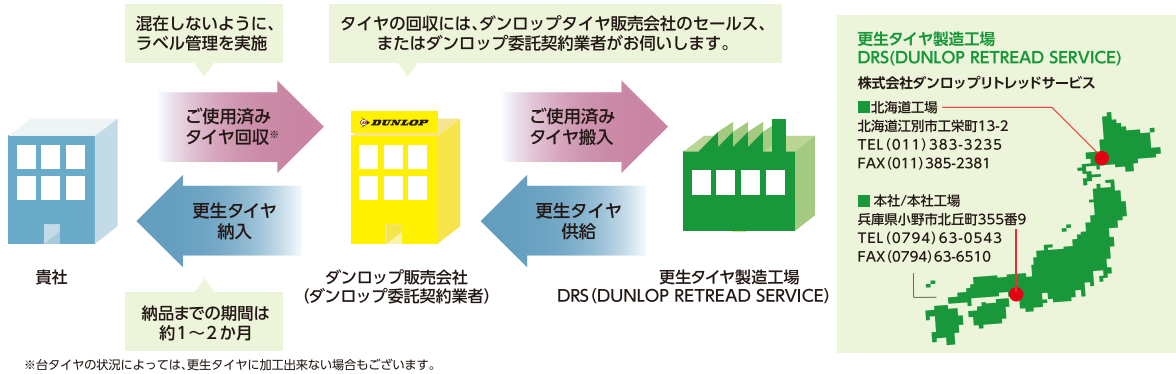 混在しないように、
ラベル管理を実施
タイヤの回収には、ダンロップタイヤ販売会社のセールス、
またはダンロップ委託契約業者がお伺いします。
ご使用済み
タイヤ回収※
DUNLOP
ご使用済み
タイヤ搬入
更生タイヤ
納入
更生タイヤ
供給
貴社
ダンロップ販売会社
(ダンロップ委託契約業者)
更生タイヤ製造工場
DRS(DUNLOP RETREAD SERVICE)
納品までの期間は
約1〜2か月
※台タイヤの状況によっては、更生タイヤに加工出来ない場合もございます。
更生タイヤ製造工場
DRS(DUNLOP RETREAD SERVICE)
株式会社ダンロップリトレッドサービス
■北海道工場
北海道江別市工栄町13-2
TEL(011)383-3235
FAX(011)385-2381
■本社/本社工場
兵庫県小野市北丘町355番9
TEL(0794)63-0543
FAX(0794)63-6510